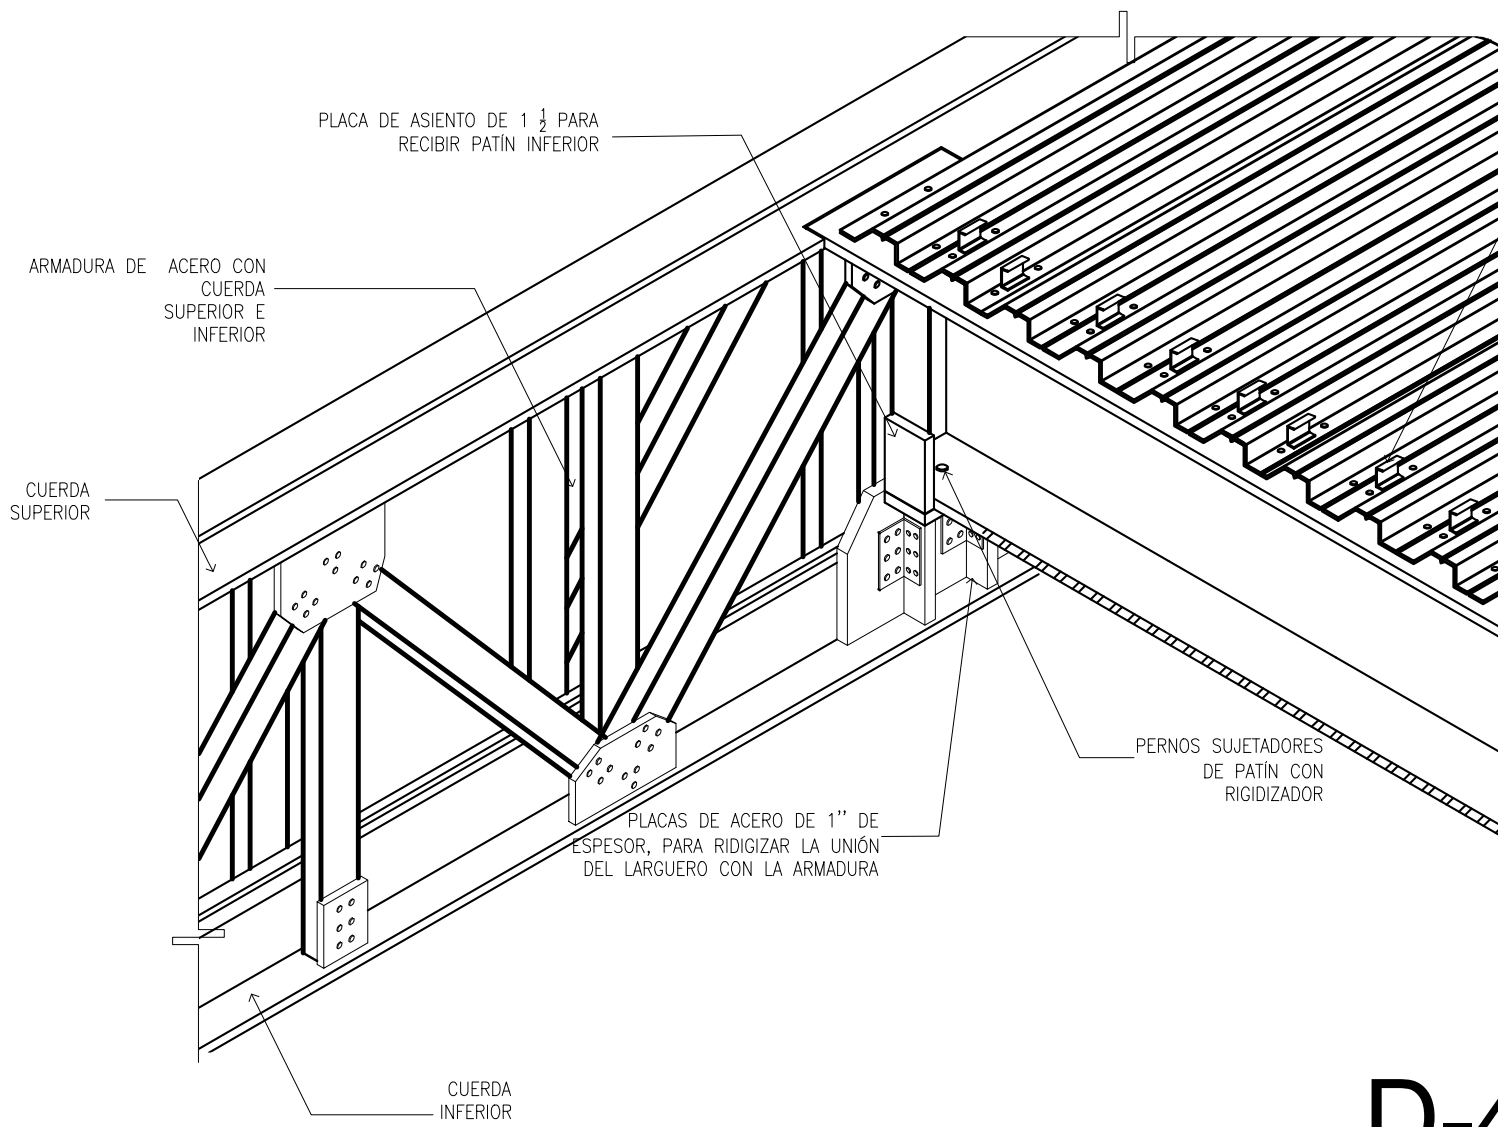 PLACA DE ASIENTO DE 1 1/2 PARA
RECIBIR PATÍN INFERIOR
ARMADURA DE ACERO CON
CUERDA
SUPERIOR E
INFERIOR
CUERDA
SUPERIOR
PERNOS SUJETADORES
DE PATÍN CON
RIGIDIZADOR
PLACAS DE ACERO DE 1'' DE
ESPESOR, PARA RIDIGIZAR LA UNIÓN
DEL LARGUERO CON LA ARMADURA
CUERDA
INFERIOR